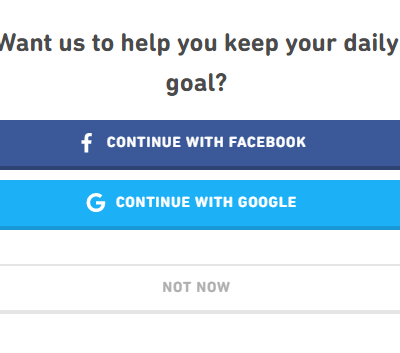 Want us to help you keep your daily
goal?
CONTINUE WITH FACEBOOK
CONTINUE WITH GOOGLE
NOT NOW